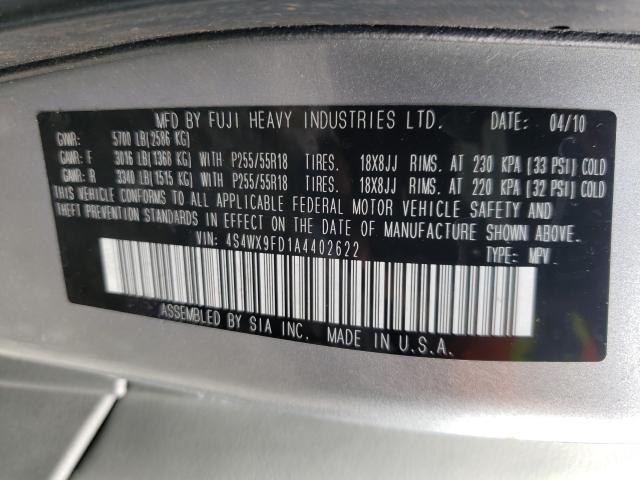 MFD BY FUJI HEAVY INDUSTRIES LTD. DATE: 04/10
GVWR: 5700 LB(2586 KG)
GAWR: F 3016 LB(1368 KG) WITH P255/55R18 TIRES. 18X8JJ RIMS. AT 230 KPA (33 PSI) COLD
GAWR: R 3340 LB(1515 KG) WITH P255/55R18 TIRES. 18X8JJ RIMS. AT 220 KPA (32 PSI) COLD
THIS VEHICLE CONFORMS TO ALL APPLICABLE FEDERAL MOTOR VEHICLE SAFETY AND
THEFT PREVENTION STANDARDS IN EFFECT ON THE DATE OF MANUFACTURE SHOWN ABOVE.
VIN: 4S4WX9FD1A4402622 TYPE: MPV
ASSEMBLED BY SIA INC. MADE IN U.S.A.